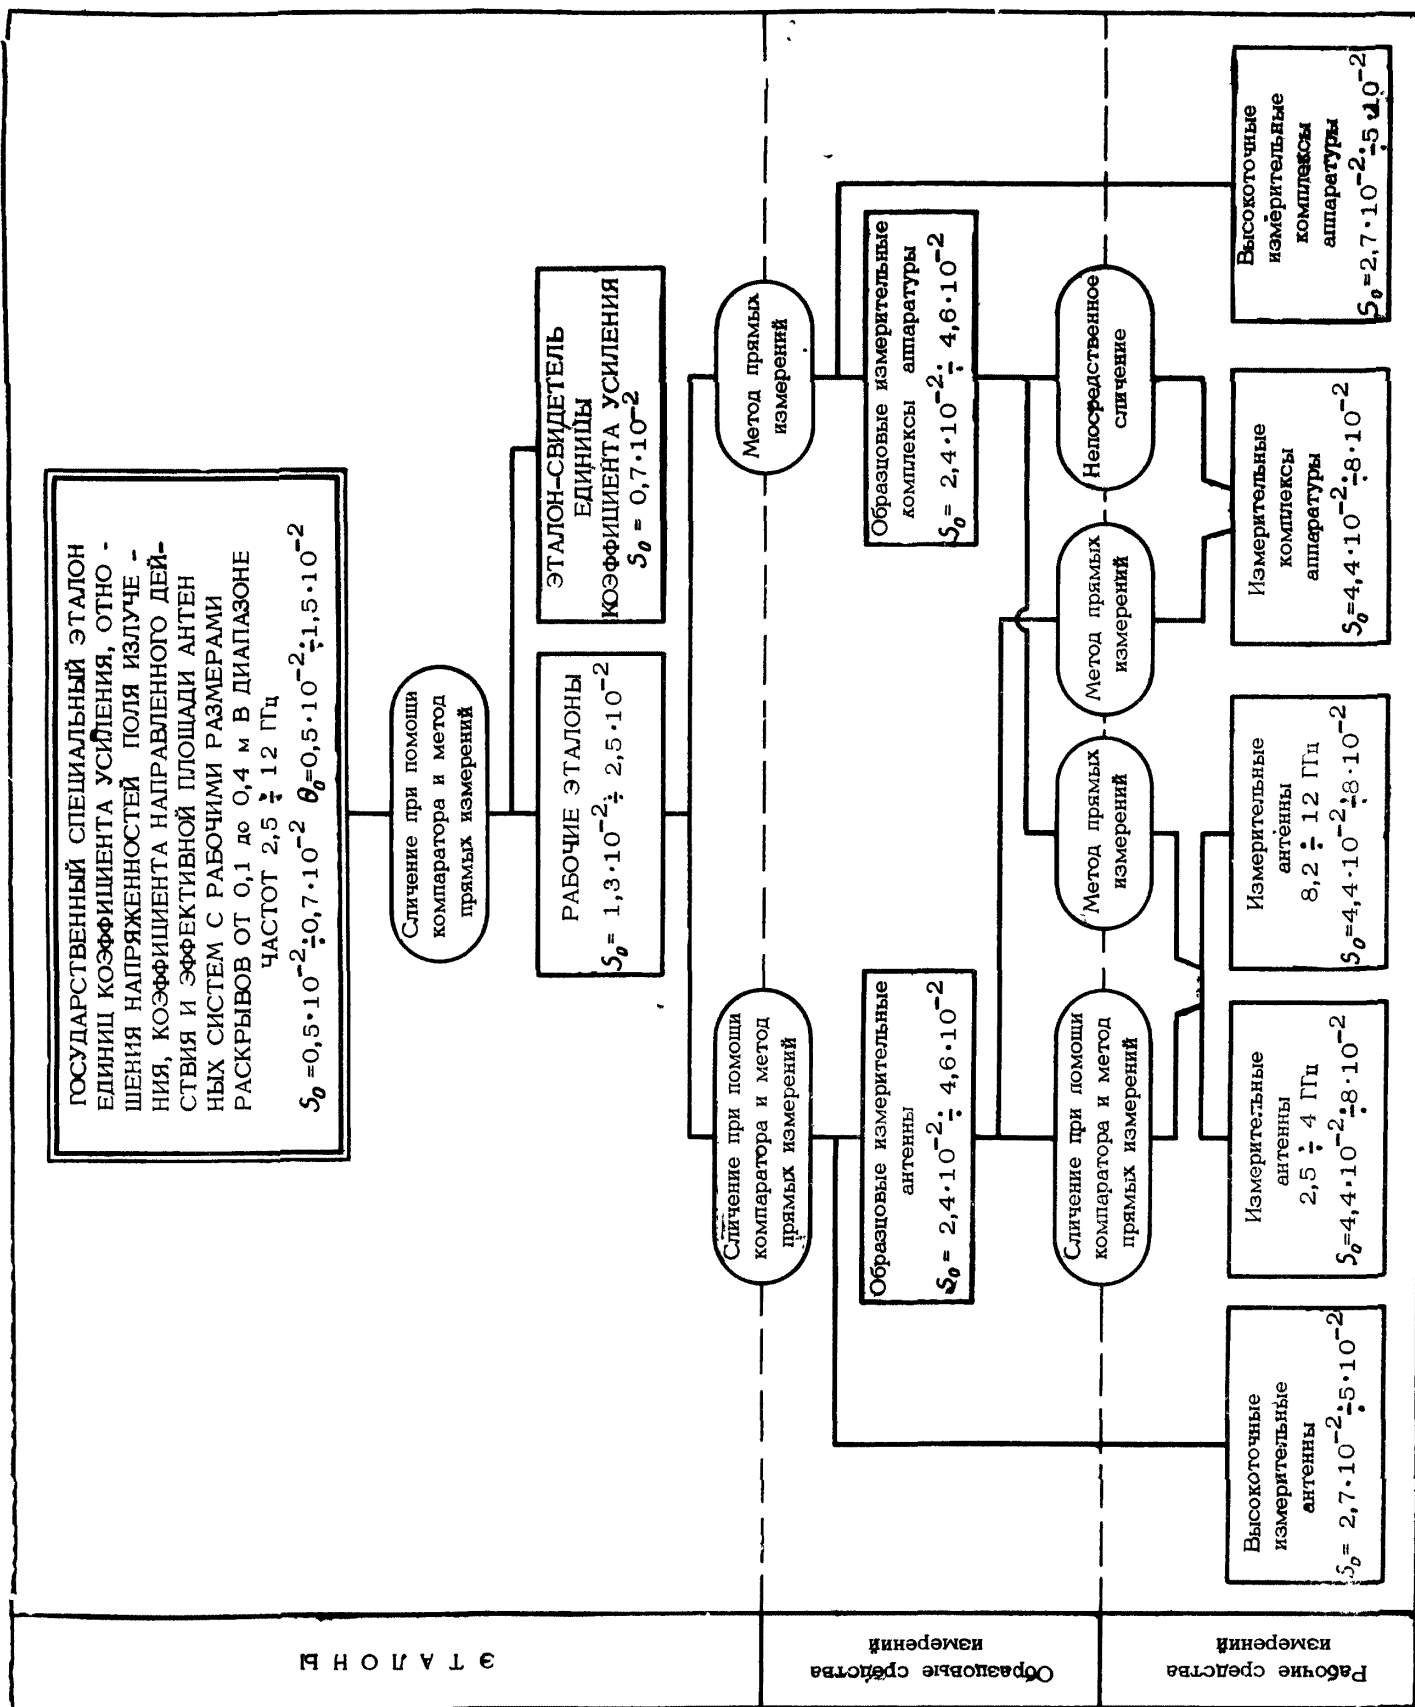 ЭТАЛОНЫ
ГОСУДАРСТВЕННЫЙ СПЕЦИАЛЬНЫЙ ЭТАЛОН
ЕДИНИЦ КОЭФФИЦИЕНТА УСИЛЕНИЯ, ОТНО -
ШЕНИЯ НАПРЯЖЕННОСТЕЙ ПОЛЯ ИЗЛУЧЕ -
НИЯ, КОЭФФИЦИЕНТА НАПРАВЛЕННОГО ДЕЙ-
СТВИЯ И ЭФФЕКТИВНОЙ ПЛОЩАДИ АНТЕН
НЫХ СИСТЕМ С РАБОЧИМИ РАЗМЕРАМИ
РАСКРЫВОВ ОТ 0,1 до 0,4 м В ДИАПАЗОНЕ
ЧАСТОТ 2,5 ÷ 12 ГГц
S₀ =0,5·10⁻²÷0,7·10⁻² θ₀=0,5·10⁻²÷1,5·10⁻²
Сличение при помощи
компаратора и метод
прямых измерений
РАБОЧИЕ ЭТАЛОНЫ
S₀= 1,3·10⁻²÷ 2,5·10⁻²
ЭТАЛОН-СВИДЕТЕЛЬ
ЕДИНИЦЫ
КОЭФФИЦИЕНТА УСИЛЕНИЯ
S₀ = 0,7·10⁻²
Сличение при помощи
компаратора и метод
прямых измерений
Метод прямых
измерений
Образцовые средства
измерений
Образцовые измерительные
антенны
S₀= 2,4·10⁻²÷ 4,6·10⁻²
Образцовые измерительные
комплексы аппаратуры
S₀= 2,4·10⁻²÷ 4,6·10⁻²
Сличение при помощи
компаратора и метод
прямых измерений
Метод прямых
измерений
Метод прямых
измерений
Непосредственное
сличение
Рабочие средства
измерений
Высокоточные
измерительные
антенны
S₀= 2,7·10⁻²÷5·10⁻²
Измерительные
антенны
2,5 ÷ 4 ГГц
S₀=4,4·10⁻²÷8·10⁻²
Измерительные
антенны
8,2 ÷ 12 ГГц
S₀=4,4·10⁻²÷8·10⁻²
Измерительные
комплексы
аппаратуры
S₀=4,4·10⁻²÷8·10⁻²
Высокоточные
измерительные
комплексы
аппаратуры
S₀=2,7·10⁻²÷5·10⁻²